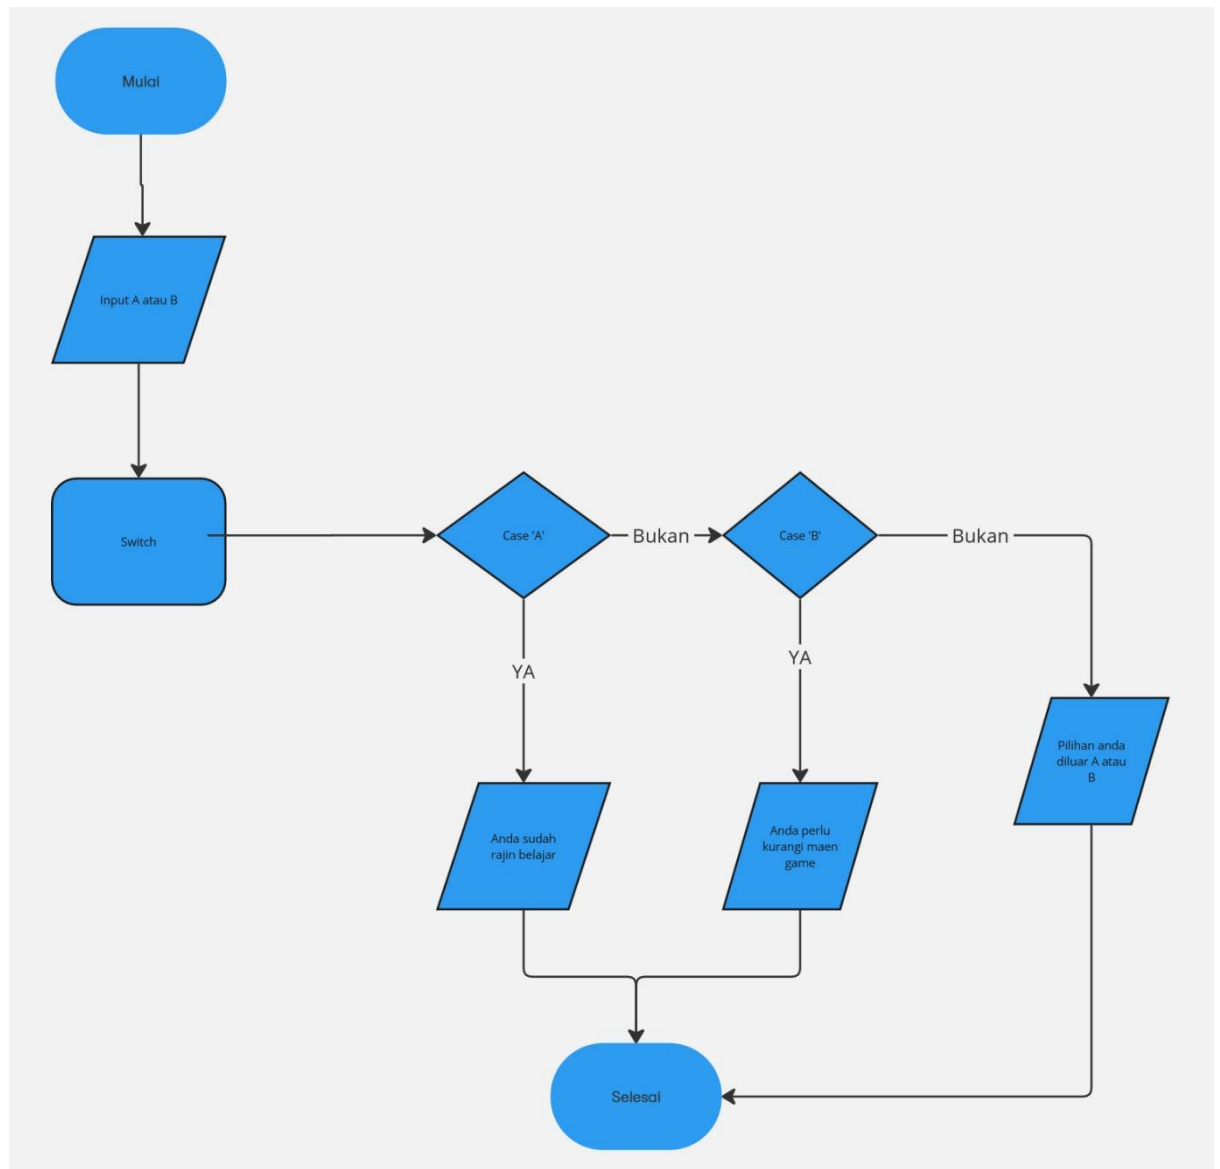 Mulai
Input A atau B
Switch
Case 'A'
Bukan
Case 'B'
Bukan
YA
YA
Pilihan anda
diluar A atau
B
Anda sudah
rajin belajar
Anda perlu
kurangi maen
game
Selesai